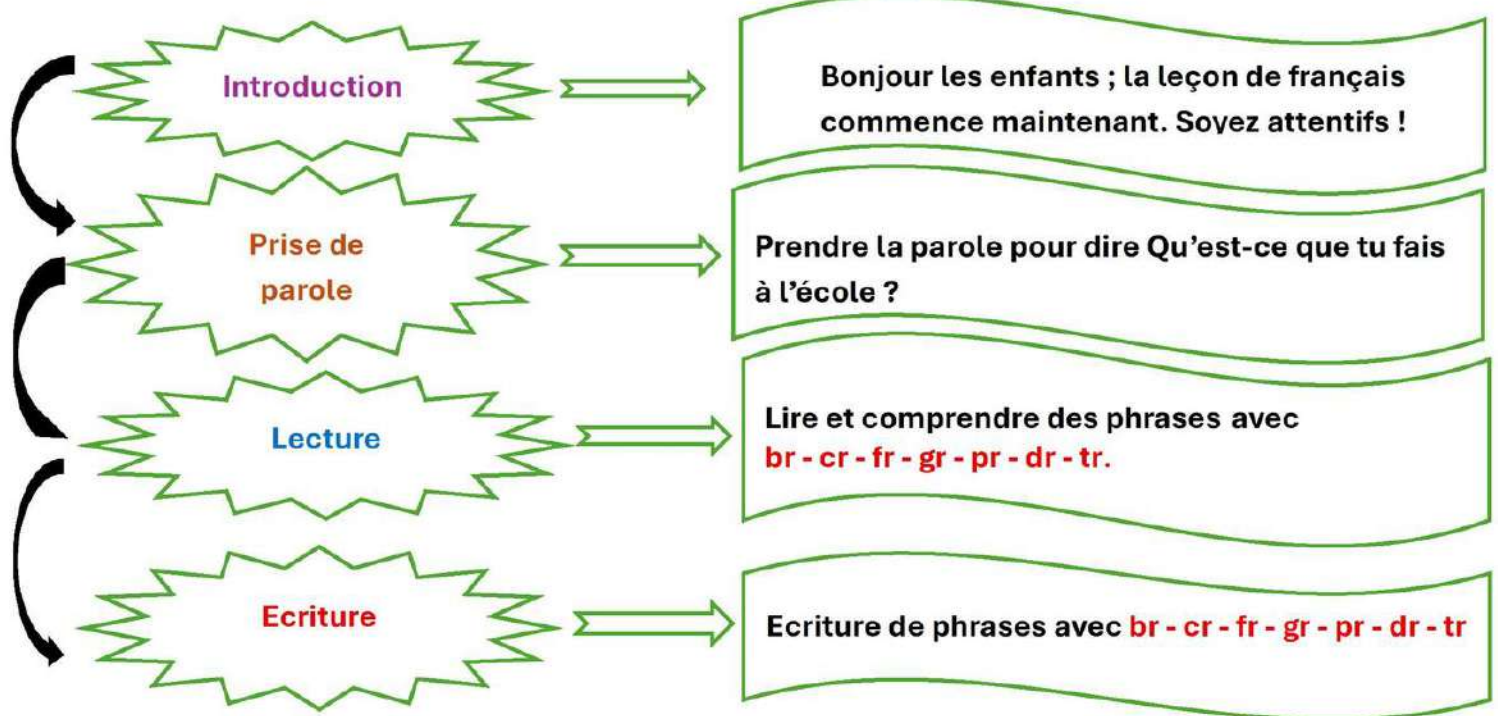 Introduction
Bonjour les enfants ; la leçon de français
commence maintenant. Soyez attentifs !
Prise de
parole
Prendre la parole pour dire Qu’est-ce que tu fais
à l’école ?
Lecture
Lire et comprendre des phrases avec
br - cr - fr - gr - pr - dr - tr.
Ecriture
Ecriture de phrases avec br - cr - fr - gr - pr - dr - tr